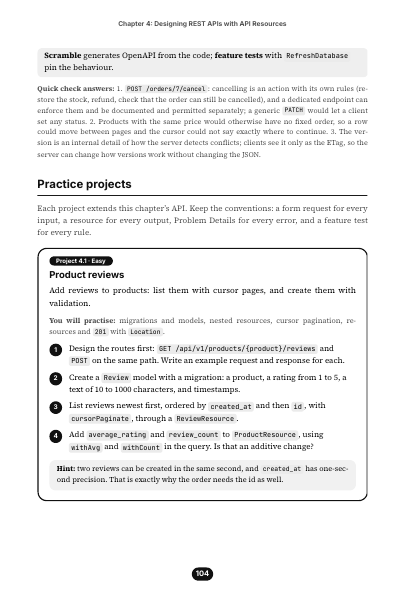 Chapter 4: Designing REST APIs with API Resources
Scramble generates OpenAPI from the code; feature tests with RefreshDatabase
pin the behaviour.
Quick check answers: 1. POST /orders/7/cancel: cancelling is an action with its own rules (re-
store the stock, refund, check that the order can still be cancelled), and a dedicated endpoint can
enforce them and be documented and permitted separately; a generic PATCH would let a client
set any status. 2. Products with the same price would otherwise have no fixed order, so a row
could move between pages and the cursor could not say exactly where to continue. 3. The ver-
sion is an internal detail of how the server detects conflicts; clients see it only as the ETag, so the
server can change how versions work without changing the JSON.
Practice projects
Each project extends this chapter's API. Keep the conventions: a form request for every
input, a resource for every output, Problem Details for every error, and a feature test
for every rule.
Project 4.1 · Easy
Product reviews
Add reviews to products: list them with cursor pages, and create them with
validation.
You will practise: migrations and models, nested resources, cursor pagination, re-
sources and 201 with Location.
1 Design the routes first: GET /api/v1/products/{product}/reviews and
POST on the same path. Write an example request and response for each.
2 Create a Review model with a migration: a product, a rating from 1 to 5, a
text of 10 to 1000 characters, and timestamps.
3 List reviews newest first, ordered by created_at and then id, with
cursorPaginate, through a ReviewResource.
4 Add average_rating and review_count to ProductResource, using
withAvg and withCount in the query. Is that an additive change?
Hint: two reviews can be created in the same second, and created_at has one-sec-
ond precision. That is exactly why the order needs the id as well.
104